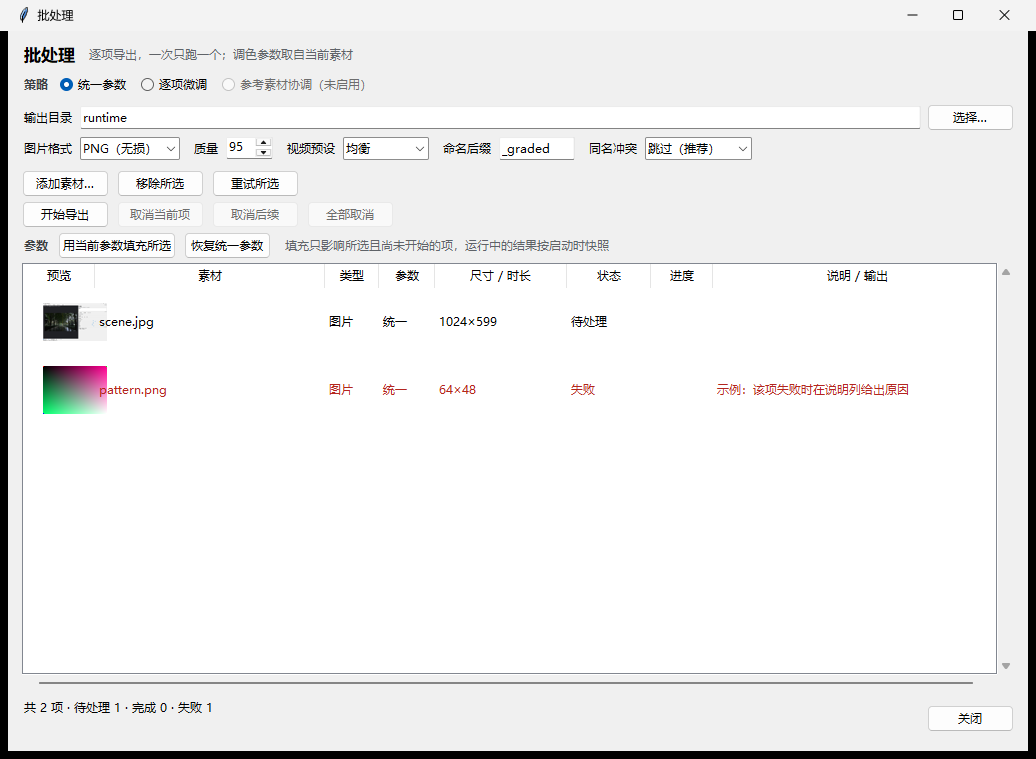 批处理
批处理 逐项导出，一次只跑一个；调色参数取自当前素材
策略 统一参数 逐项微调 参考素材协调（未启用）
输出目录 runtime 选择...
图片格式 PNG（无损） 质量 95 视频预设 均衡 命名后缀 _graded 同名冲突 跳过（推荐）
添加素材... 移除所选 重试所选
开始导出 取消当前项 取消后续 全部取消
参数 用当前参数填充所选 恢复统一参数 填充只影响所选且尚未开始的项，运行中的结果按启动时快照
预览 素材 类型 参数 尺寸 / 时长 状态 进度 说明 / 输出
scene.jpg 图片 统一 1024×599 待处理
pattern.png 图片 统一 64×48 失败 示例：该项失败时在说明列给出原因
共 2 项 · 待处理 1 · 完成 0 · 失败 1
关闭